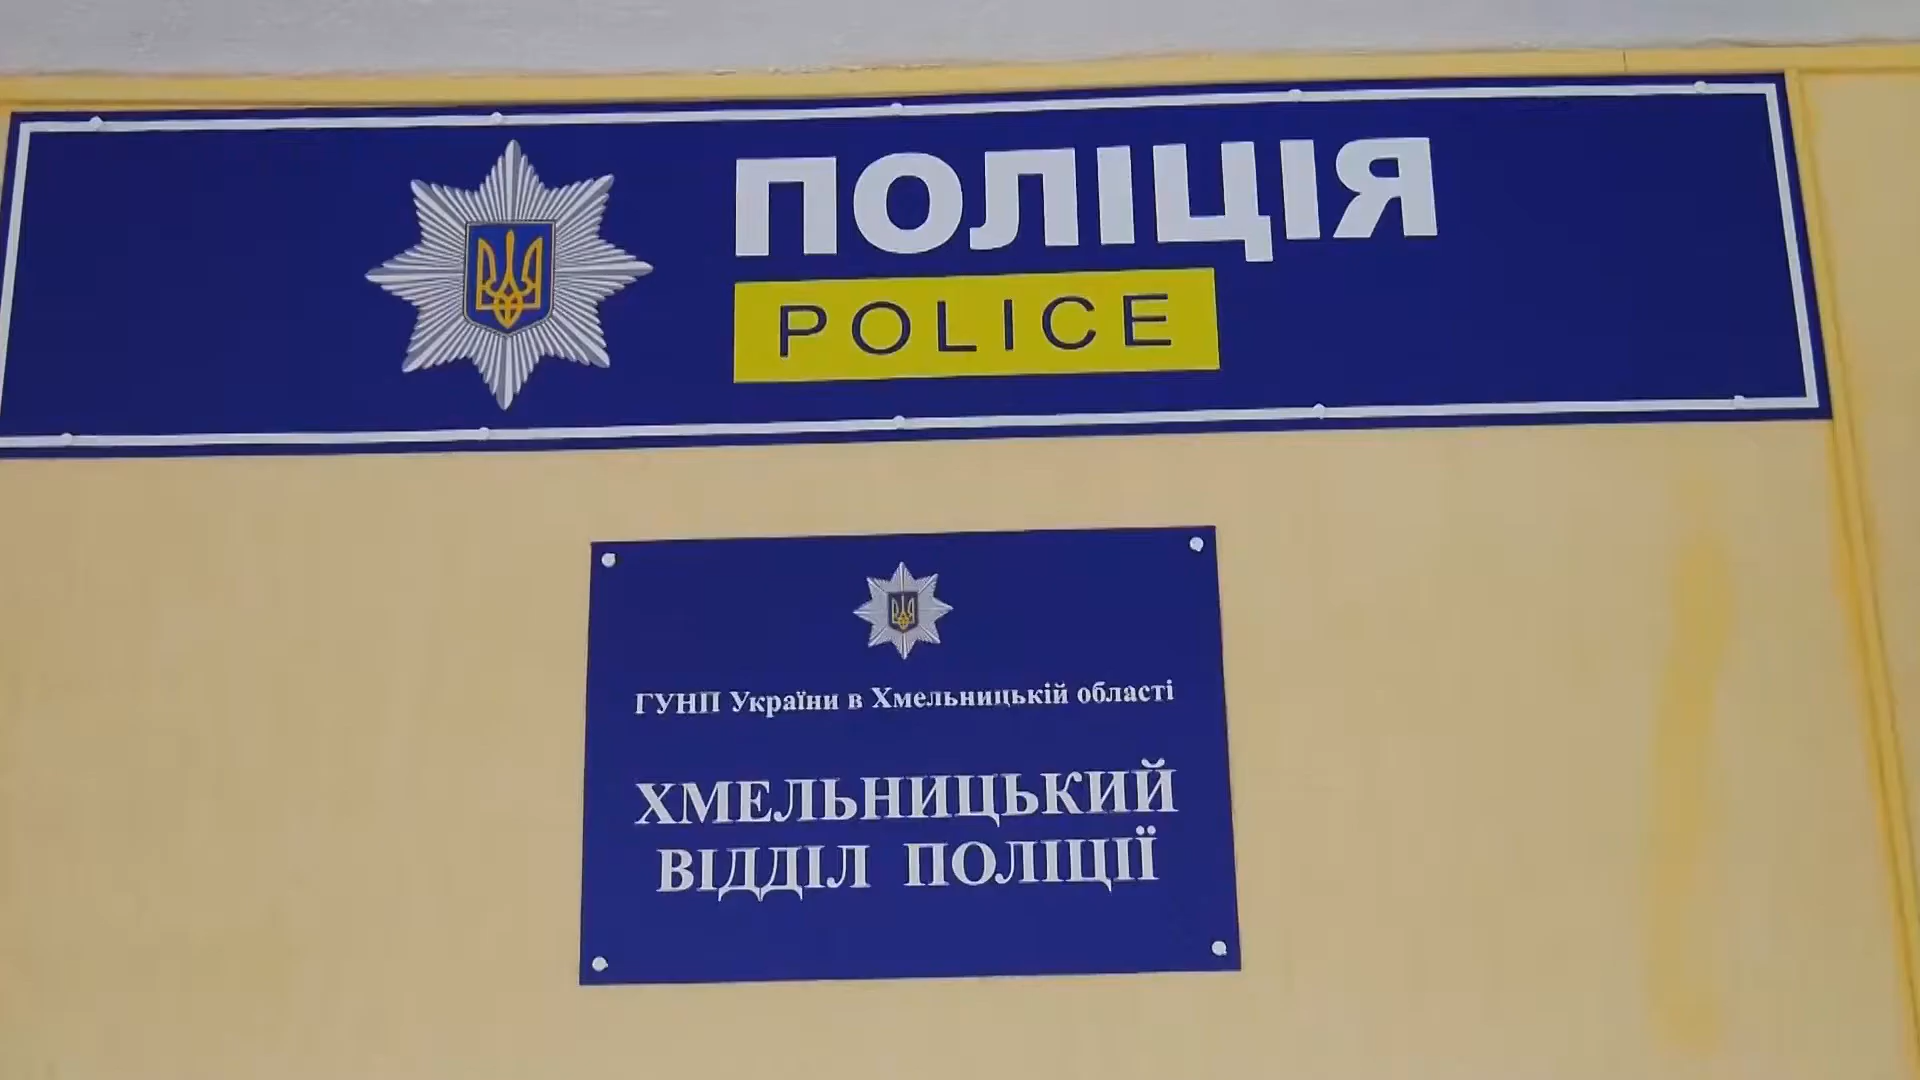 ПОЛІЦІЯ
POLICE
ГУНП України в Хмельницькій області
ХМЕЛЬНИЦЬКИЙ
ВІДДІЛ ПОЛІЦІЇ